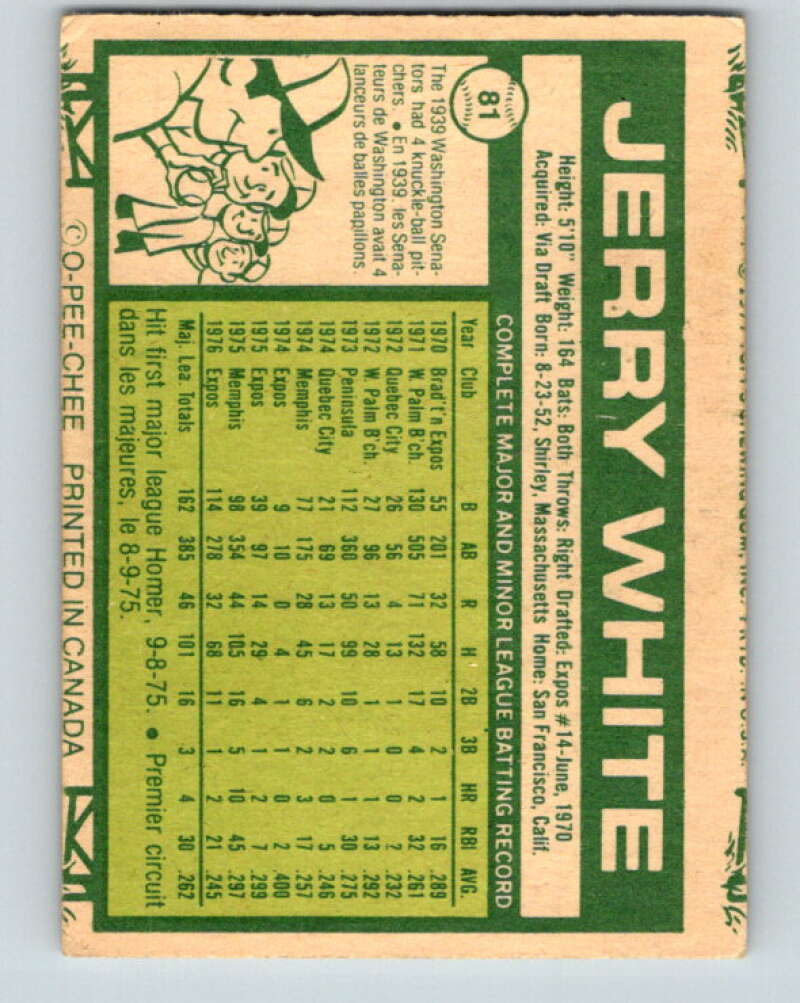 © 1977
JERRY WHITE
81
Height: 5'10" Weight: 164 Bats: Both Throws: Right Drafted: Expos #14-June, 1970
Acquired: Via Draft Born: 8-23-52, Shirley, Massachusetts Home: San Francisco, Calif.
The 1939 Washington Sena-
tors had 4 knuckle-ball pit-
chers. • En 1939, les Sena-
teurs de Washington avait 4
lanceurs de balles papillons.
COMPLETE MAJOR AND MINOR LEAGUE BATTING RECORD
Year Club B AB R H 2B 3B HR RBI AVG.
1970 Brad't'n Expos 55 201 32 58 10 2 1 16 .289
1971 W. Palm B'ch. 130 505 71 132 17 4 2 32 .261
1972 Quebec City 26 56 4 13 1 0 0 2 .232
1972 W. Palm B'ch. 27 96 13 28 1 1 1 13 .292
1973 Peninsula 112 360 50 99 10 6 1 30 .275
1974 Quebec City 21 69 13 17 2 2 0 5 .246
1974 Memphis 77 175 28 45 6 2 3 17 .257
1974 Expos 9 10 0 4 1 1 0 2 .400
1975 Expos 39 97 14 29 4 1 2 7 .299
1975 Memphis 98 354 44 105 16 5 10 45 .297
1976 Expos 114 278 32 68 11 1 2 21 .245
Maj. Lea. Totals 162 385 46 101 16 3 4 30 .262
Hit first major league Homer, 9-8-75. • Premier circuit
dans les majeures, le 8-9-75.
© O-PEE-CHEE PRINTED IN CANADA